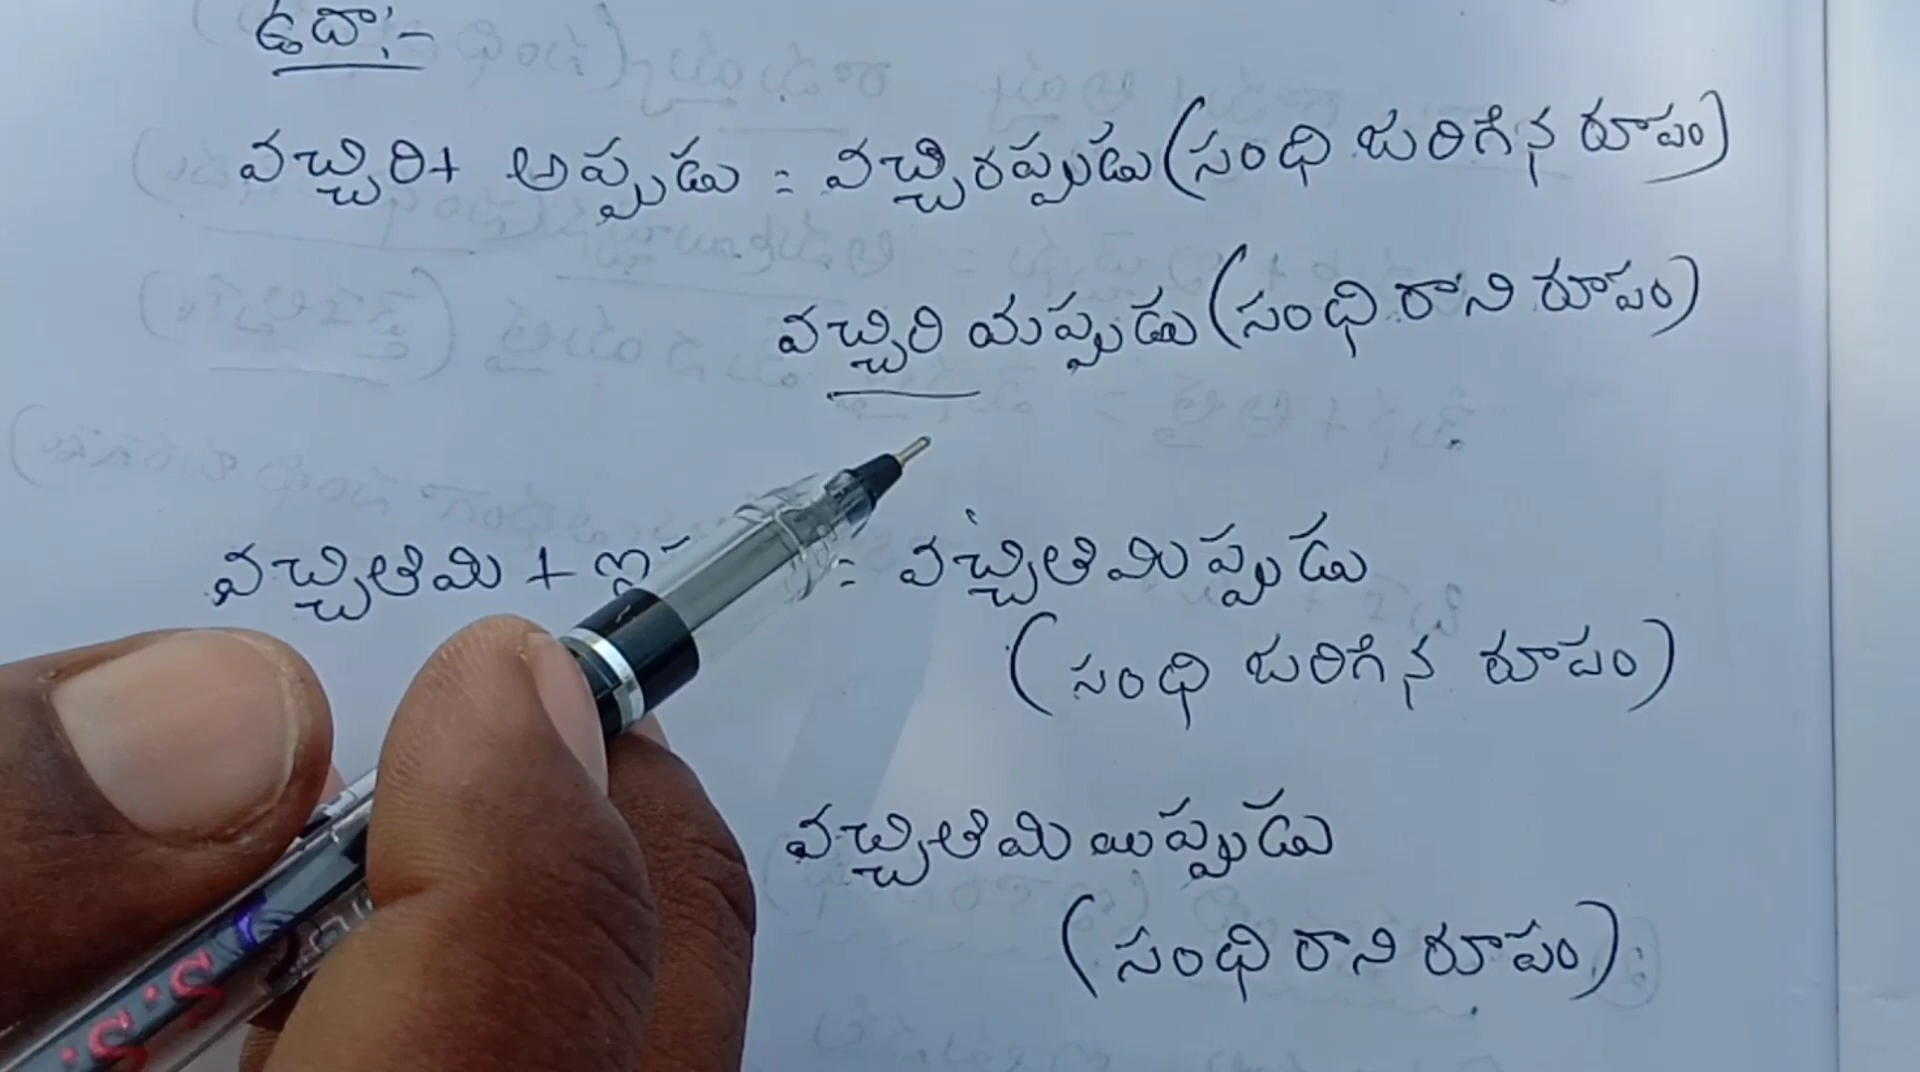 ఉదా:-
వచ్చిరి+ అప్పుడు = వచ్చిరప్పుడు (సంధి జరిగిన రూపం)
వచ్చిరి యప్పుడు (సంధి రాని రూపం)
వచ్చితిమి + = వచ్చితిమిప్పుడు
(సంధి జరిగిన రూపం)
వచ్చితిమి యిప్పుడు
(సంధి రాని రూపం)